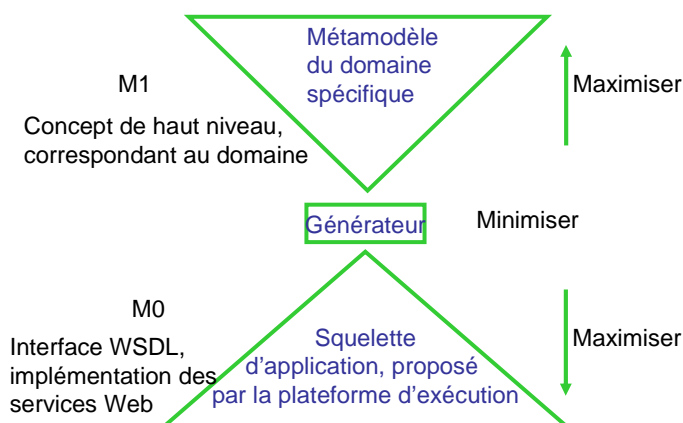 Métamodèle
du domaine
spécifique
M1
Maximiser
Concept de haut niveau,
correspondant au domaine
Générateur
Minimiser
M0
Interface WSDL,
implémentation des
services Web
Squelette
d'application, proposé
par la plateforme d'exécution
Maximiser